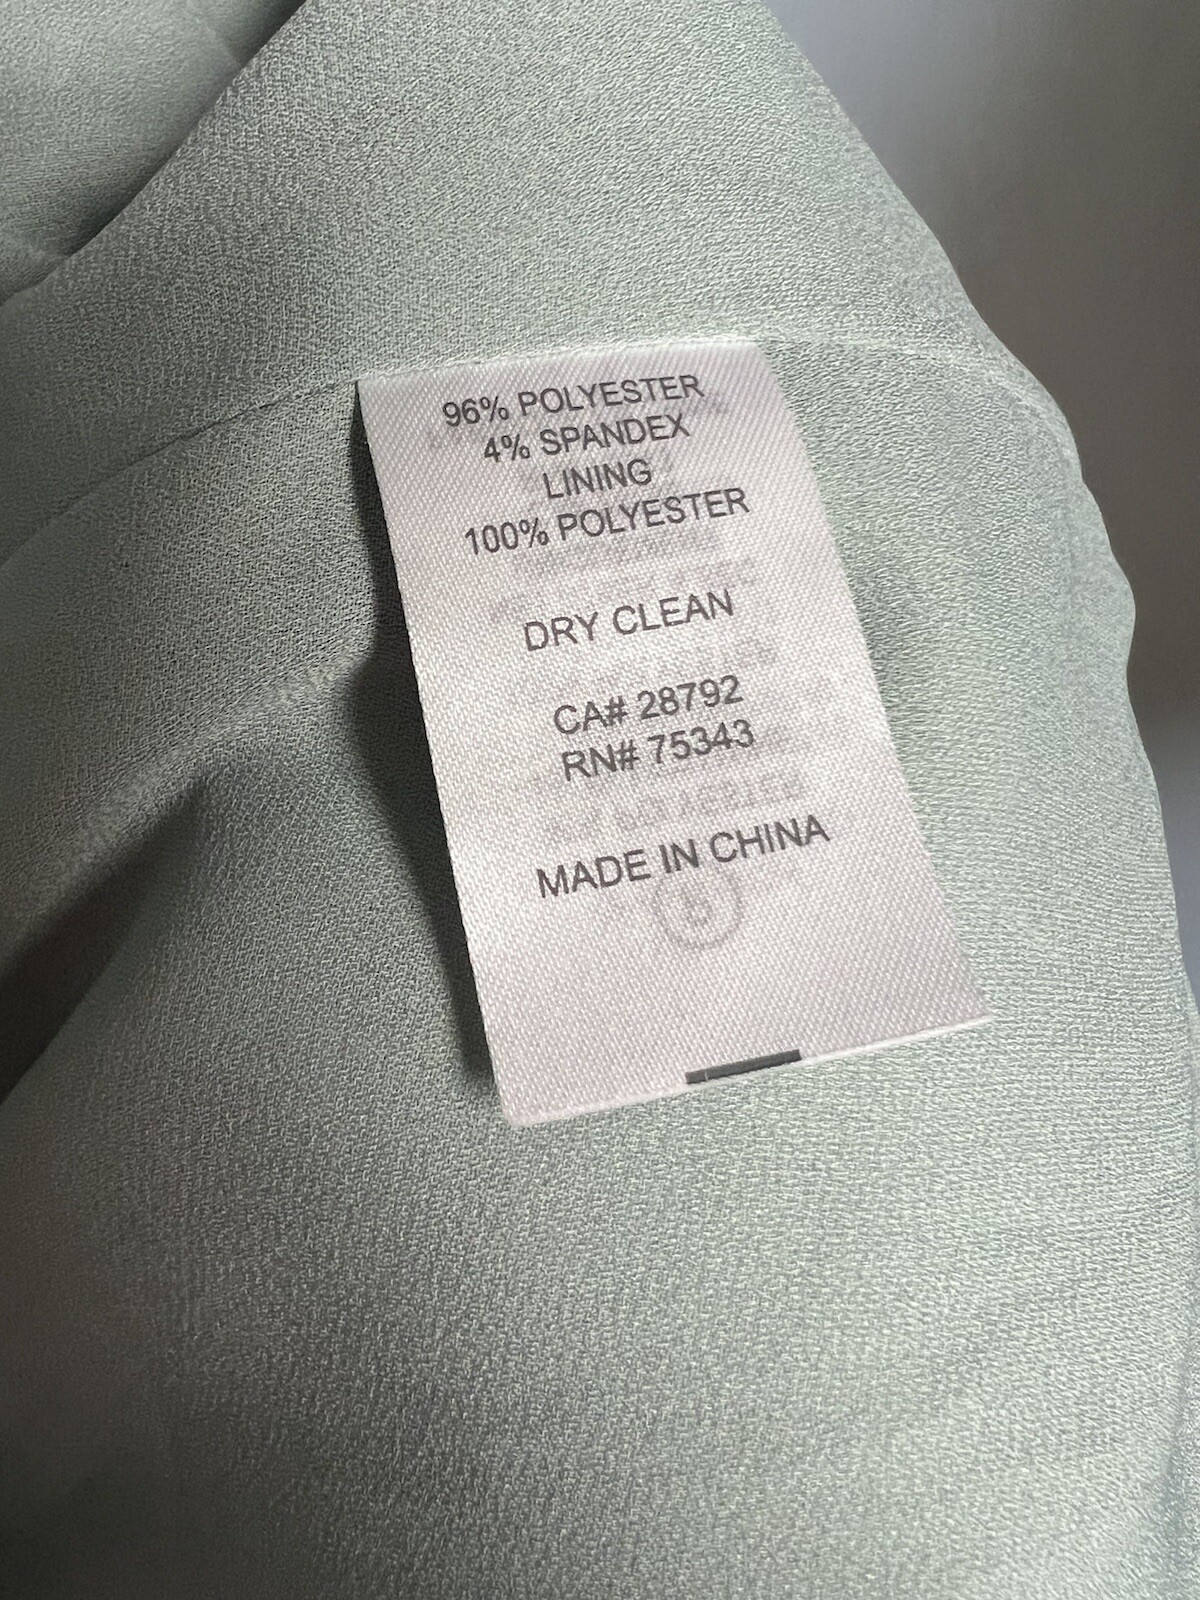 96% POLYESTER
4% SPANDEX
LINING
100% POLYESTER
DRY CLEAN
CA# 28792
RN# 75343
MADE IN CHINA